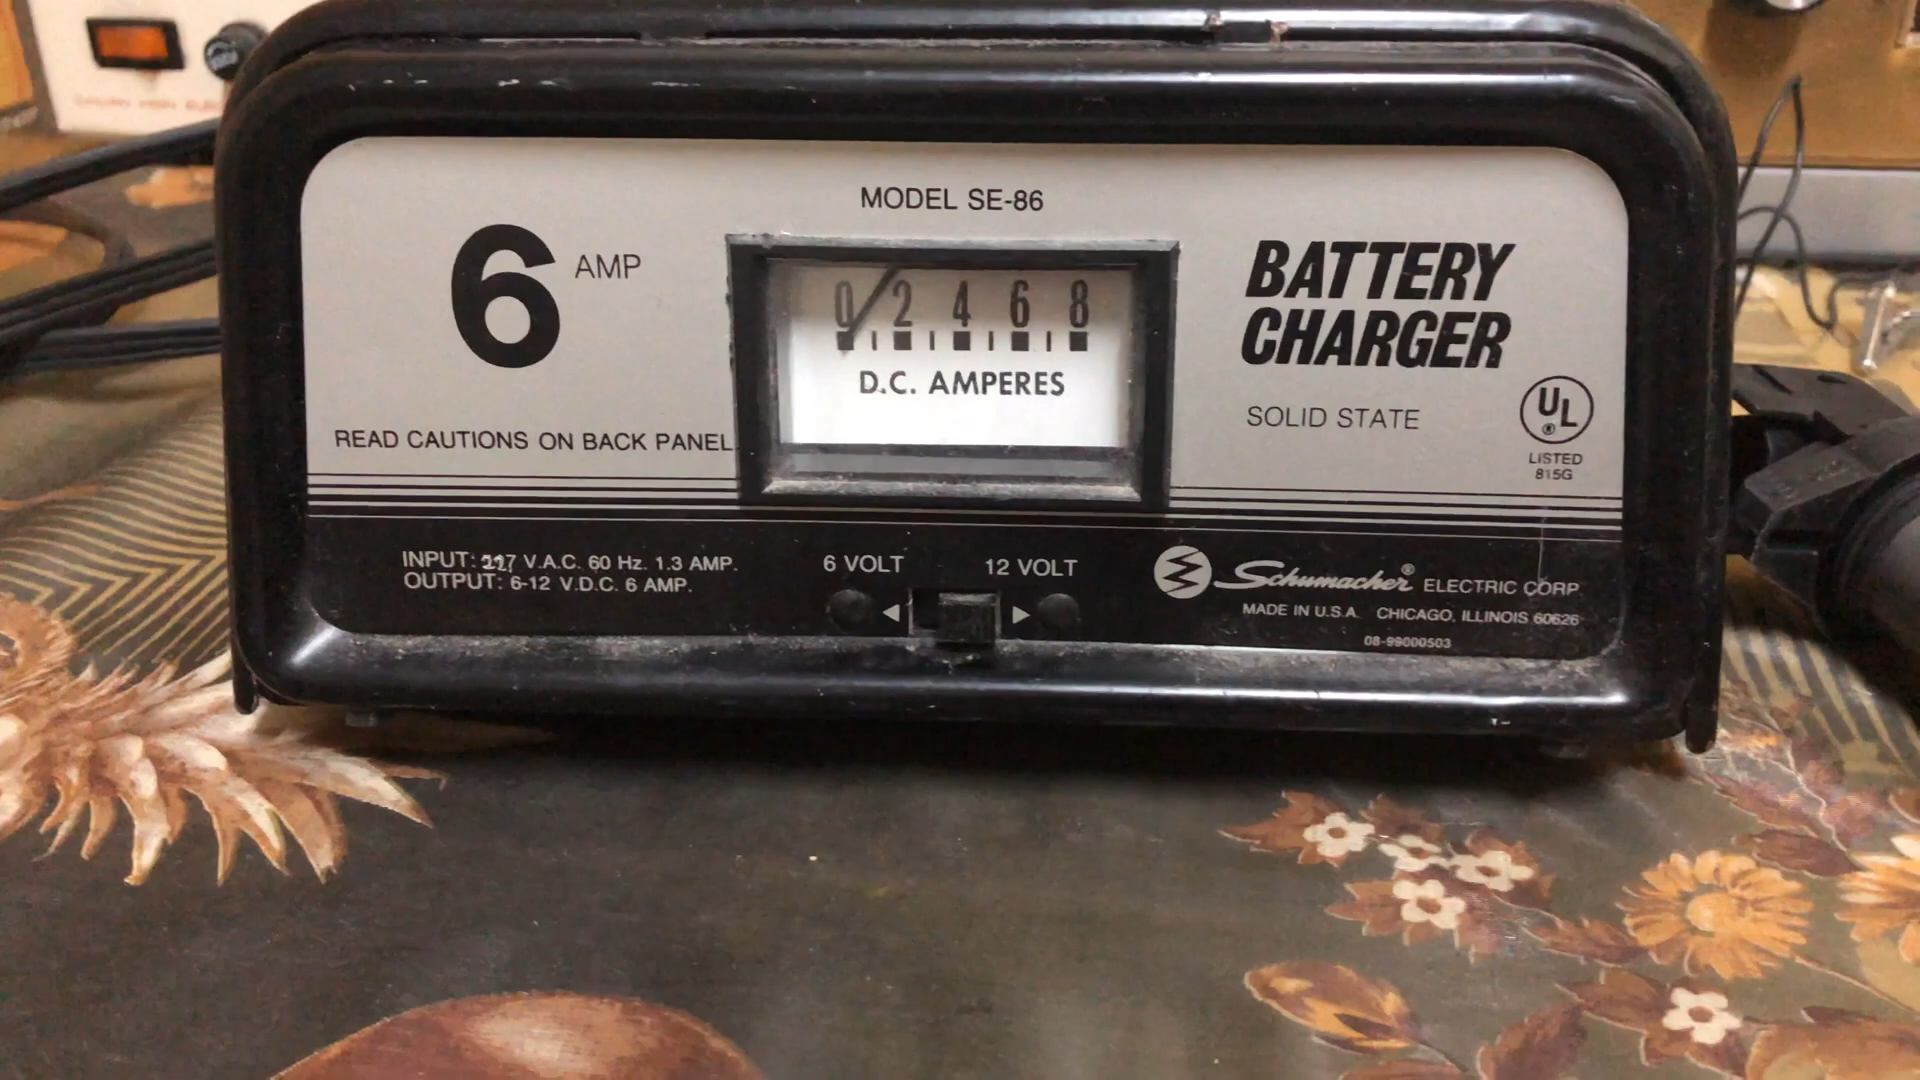 MODEL SE-86
6 AMP
0 2 4 6 8
D.C. AMPERES
BATTERY
CHARGER
SOLID STATE
UL
®
LISTED
815G
READ CAUTIONS ON BACK PANEL
INPUT: V.A.C. 60 Hz. 1.3 AMP.
OUTPUT: 6-12 V.D.C. 6 AMP.
6 VOLT 12 VOLT
Schumacher® ELECTRIC CORP.
MADE IN U.S.A. CHICAGO, ILLINOIS 60626
08-99000503